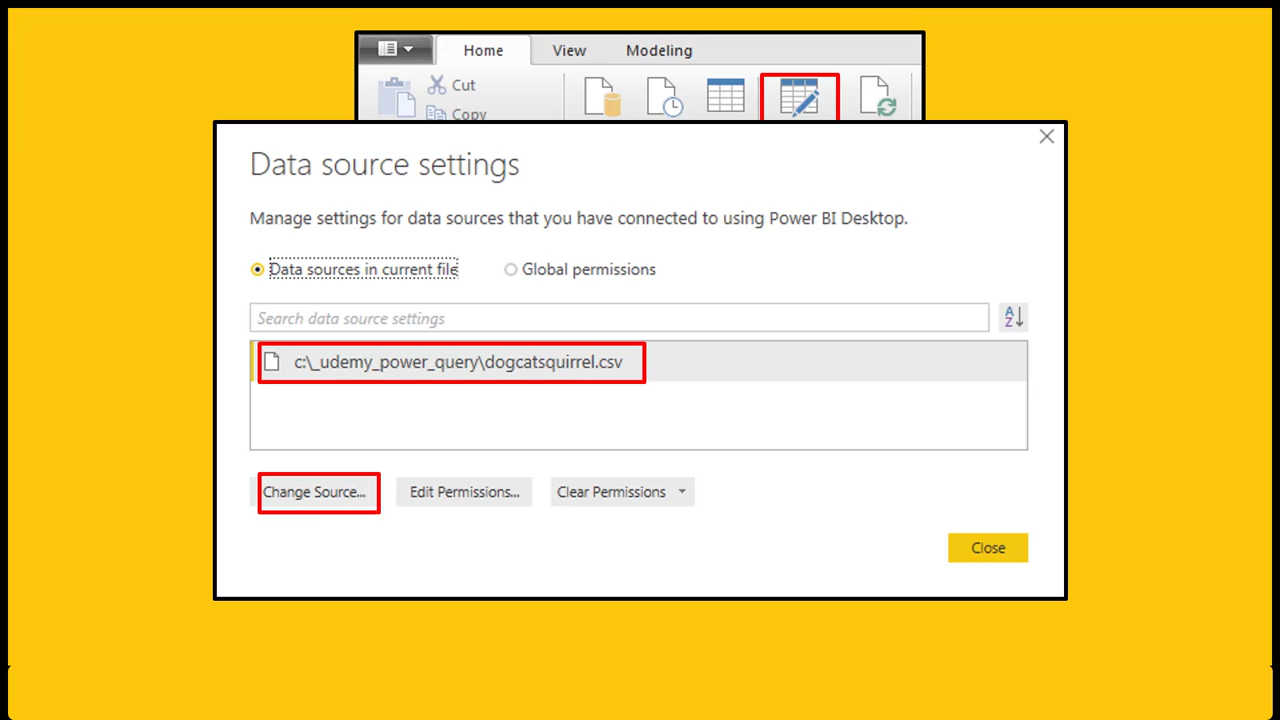 Home View Modeling
Cut
Copy
Data source settings
Manage settings for data sources that you have connected to using Power BI Desktop.
Data sources in current file Global permissions
Search data source settings
A
Z
c:\_udemy_power_query\dogcatsquirrel.csv
Change Source... Edit Permissions... Clear Permissions
Close